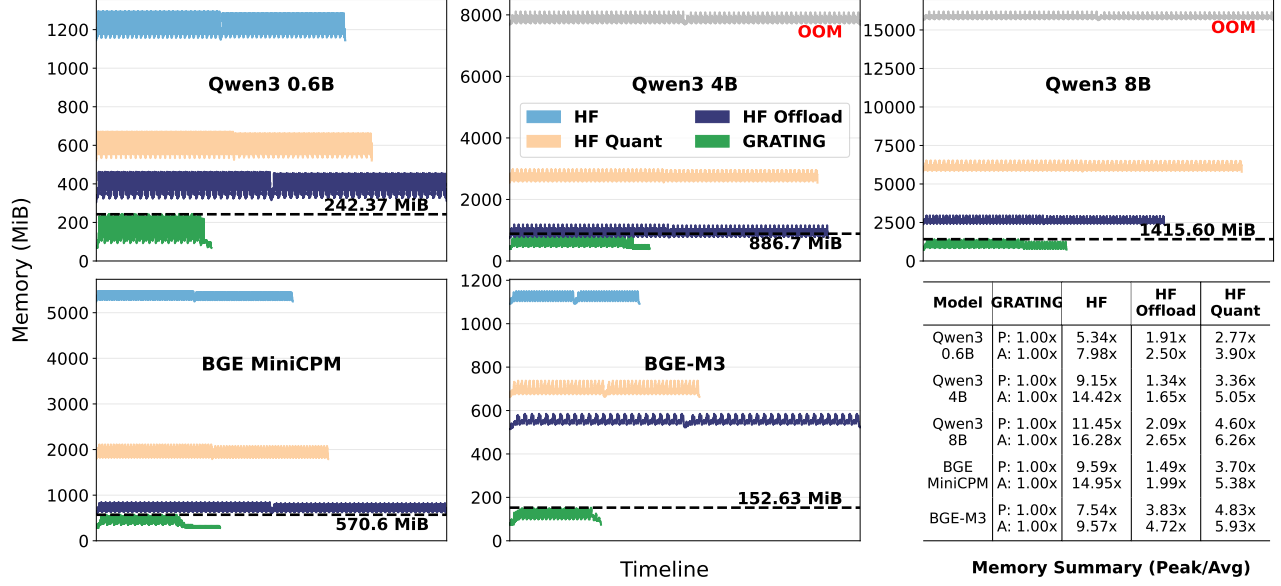 Memory (MiB)
1200
1000
800
600
400
200
0
Qwen3 0.6B
242.37 MiB
8000
6000
4000
2000
0
OOM
Qwen3 4B
HF
HF Offload
HF Quant
GRATING
886.7 MiB
15000
12500
10000
7500
5000
2500
0
OOM
Qwen3 8B
1415.60 MiB
5000
4000
3000
2000
1000
0
BGE MiniCPM
570.6 MiB
1200
1000
800
600
400
200
0
BGE-M3
152.63 MiB
Timeline
Model GRATING HF HF Offload HF Quant
Qwen3 P: 1.00x 5.34x 1.91x 2.77x
0.6B A: 1.00x 7.98x 2.50x 3.90x
Qwen3 P: 1.00x 9.15x 1.34x 3.36x
4B A: 1.00x 14.42x 1.65x 5.05x
Qwen3 P: 1.00x 11.45x 2.09x 4.60x
8B A: 1.00x 16.28x 2.65x 6.26x
BGE P: 1.00x 9.59x 1.49x 3.70x
MiniCPM A: 1.00x 14.95x 1.99x 5.38x
BGE-M3 P: 1.00x 7.54x 3.83x 4.83x
A: 1.00x 9.57x 4.72x 5.93x
Memory Summary (Peak/Avg)